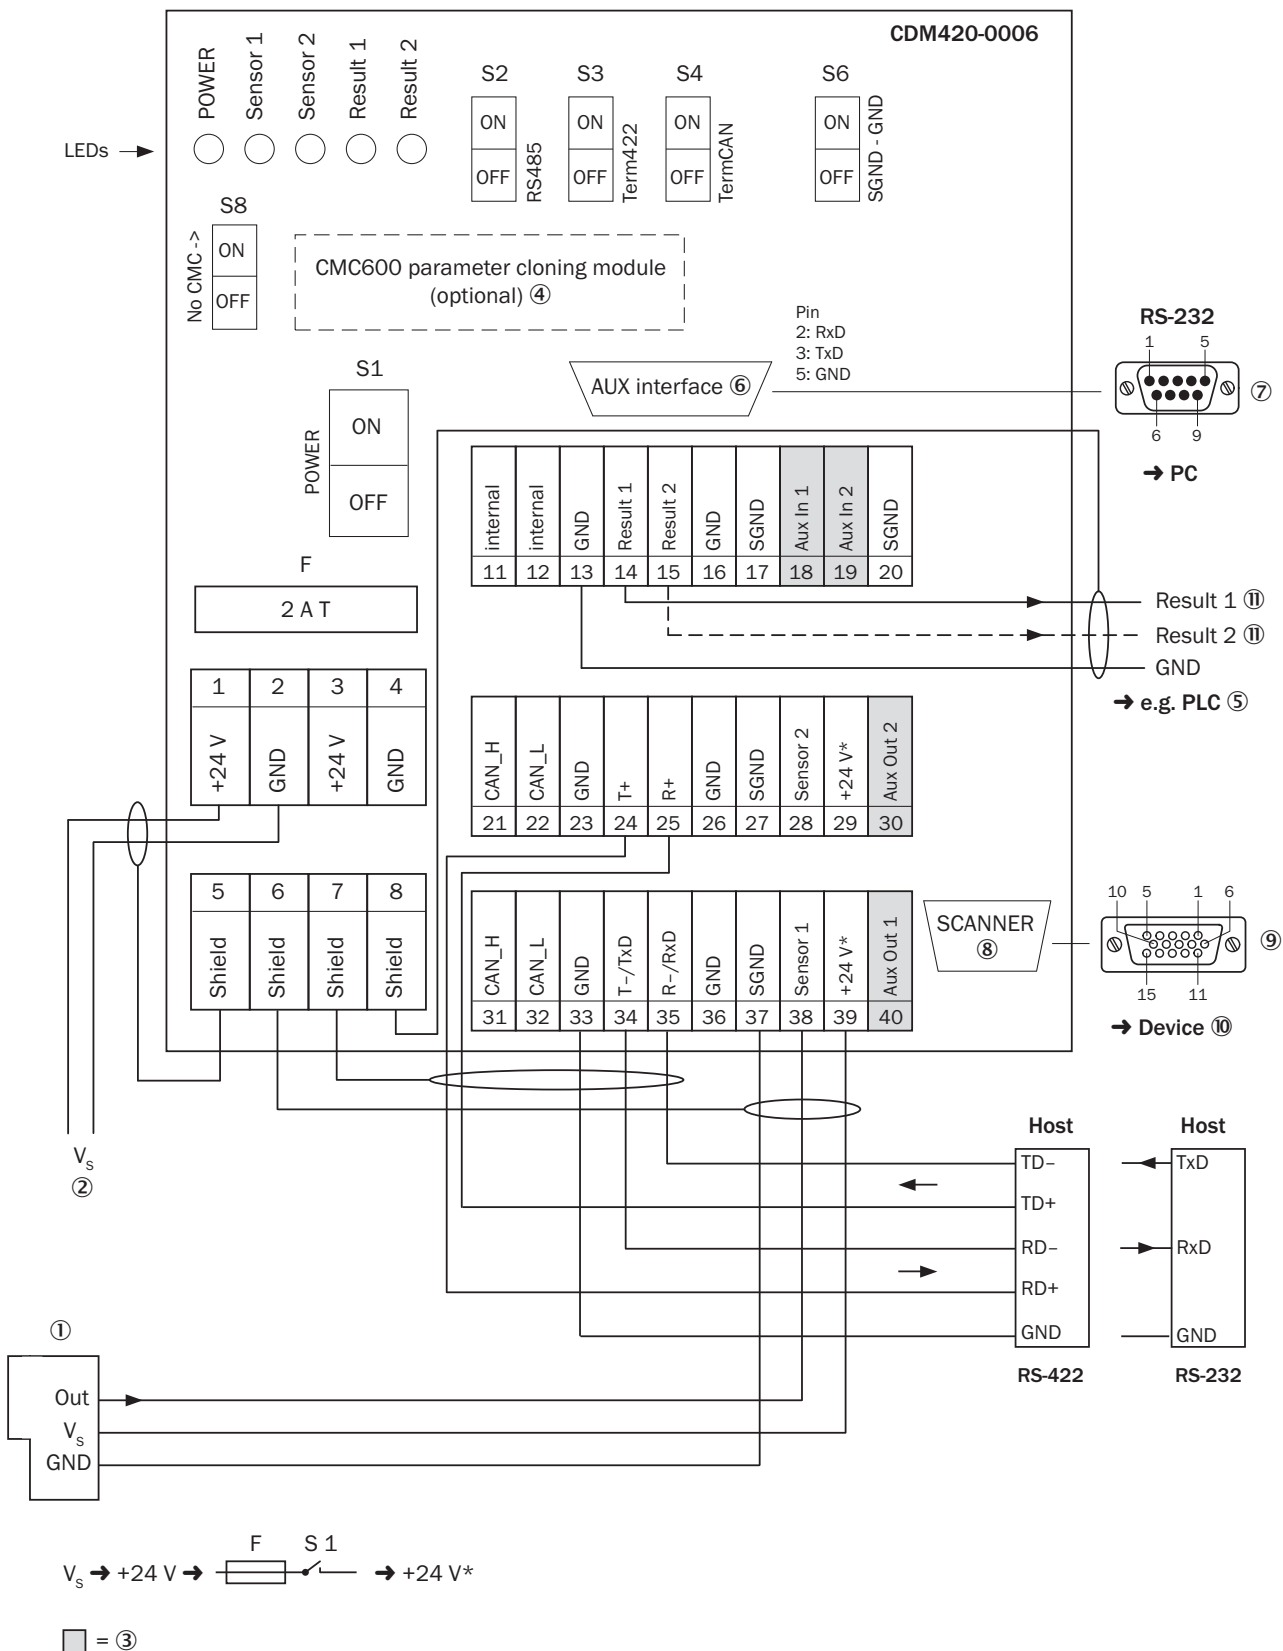 CDM420-0006
LEDs
POWER
Sensor 1
Sensor 2
Result 1
Result 2
S2
ON
OFF
RS485
S3
ON
OFF
Term422
S4
ON
OFF
TermCAN
S6
ON
OFF
SGND - GND
S8
No CMC ->
ON
OFF
CMC600 parameter cloning module
(optional) ④
S1
POWER
ON
OFF
AUX interface ⑥
Pin
2: RxD
3: TxD
5: GND
RS-232
1 5
6 9
⑦
➔ PC
F
2 A T
internal internal GND Result 1 Result 2 GND SGND Aux In 1 Aux In 2 SGND
11 12 13 14 15 16 17 18 19 20
Result 1 ⑪
Result 2 ⑪
GND
➔ e.g. PLC ⑤
1 2 3 4
+24 V GND +24 V GND
CAN_H CAN_L GND T+ R+ GND SGND Sensor 2 +24 V* Aux Out 2
21 22 23 24 25 26 27 28 29 30
5 6 7 8
Shield Shield Shield Shield
CAN_H CAN_L GND T–/TxD R–/RxD GND SGND Sensor 1 +24 V* Aux Out 1
31 32 33 34 35 36 37 38 39 40
SCANNER
⑧
10 5 1 6
15 11
⑨
➔ Device ⑩
Vs
②
Host
TD–
TD+
RD–
RD+
GND
RS-422
Host
TxD
RxD
GND
RS-232
①
Out
Vs
GND
F S 1
Vs ➔ +24 V ➔ ➔ +24 V*
= ③